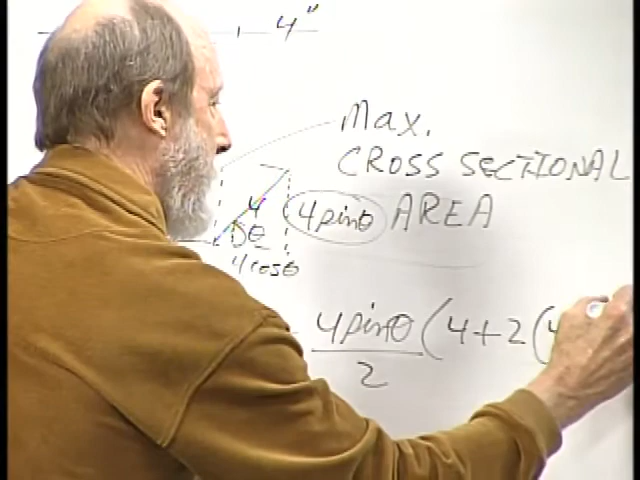 4"
Max.
CROSS SECTIONAL
4 4sinθ AREA
θ
4cosθ
4sinθ (4+2(4
2